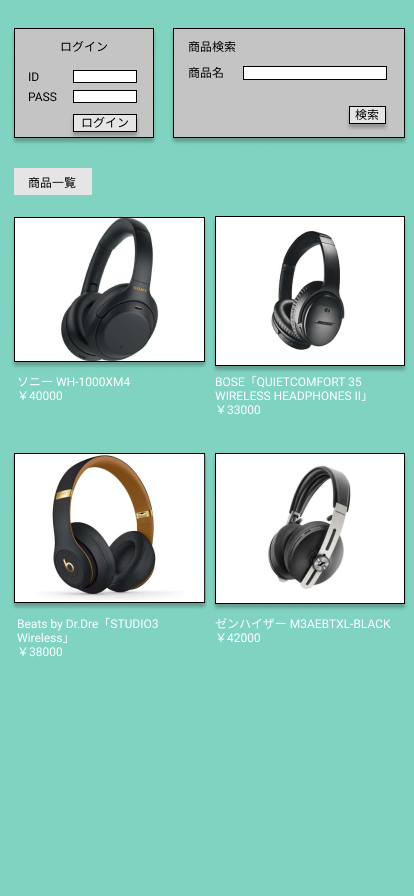 ログイン
ID
PASS
ログイン
商品検索
商品名
検索
商品一覧
SONY
BOSE
ソニー WH-1000XM4
￥40000
BOSE「QUIETCOMFORT 35
WIRELESS HEADPHONES II」
￥33000
b
Beats by Dr.Dre「STUDIO3
Wireless」
￥38000
ゼンハイザー M3AEBTXL-BLACK
￥42000